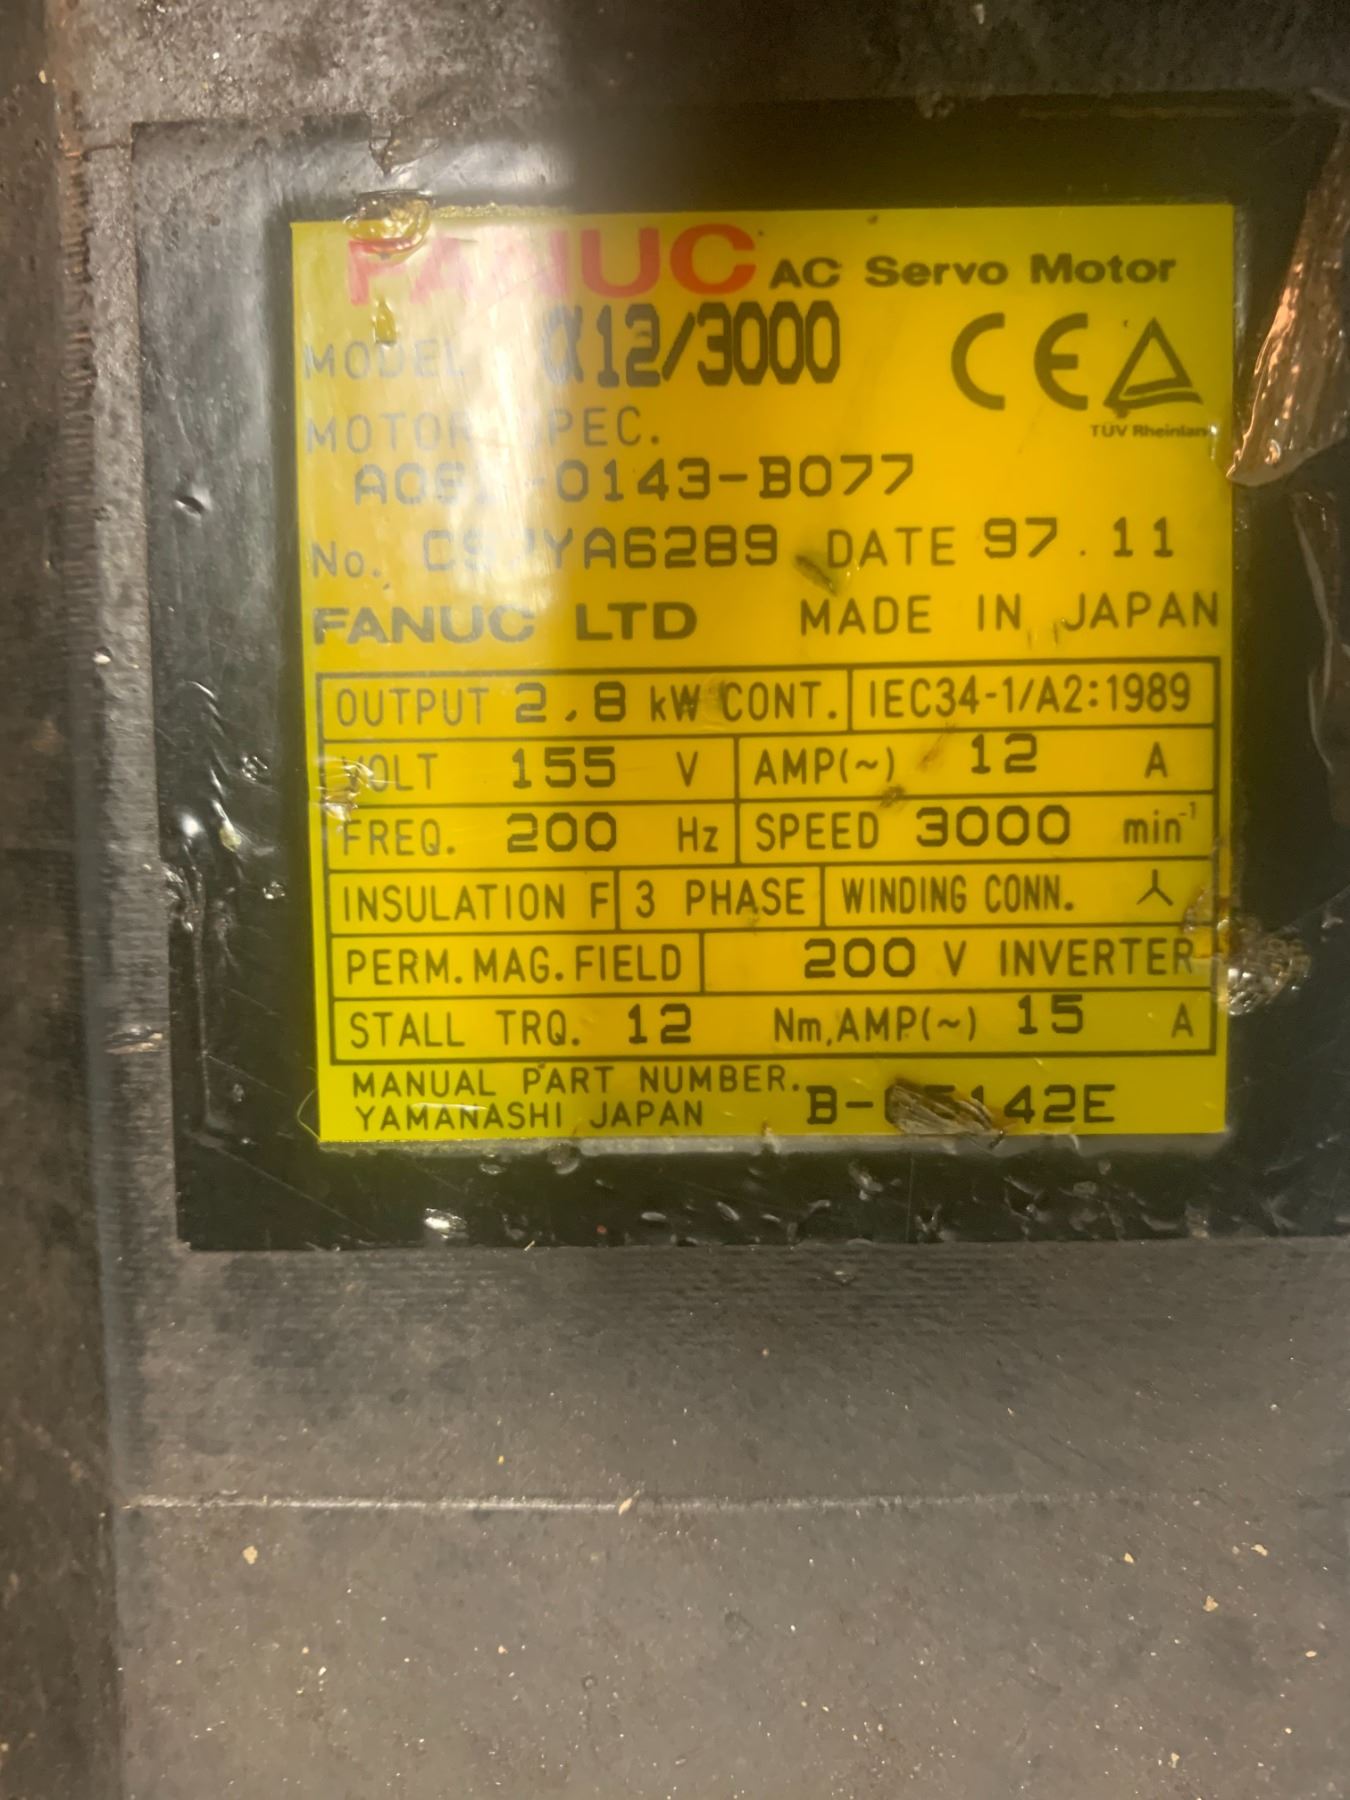 FANUC AC Servo Motor
MODEL α12/3000
CE
TÜV Rheinland
MOTOR SPEC.
No. DATE 97.11
FANUC LTD MADE IN JAPAN
OUTPUT 2.8 kW CONT. IEC34-1/A2:1989
VOLT 155 V AMP(~) 12 A
FREQ. 200 Hz SPEED 3000 min⁻¹
INSULATION F 3 PHASE WINDING CONN.
PERM. MAG. FIELD 200 V INVERTER
STALL TRQ. 12 Nm, AMP(~) 15 A
MANUAL PART NUMBER.
YAMANASHI JAPAN